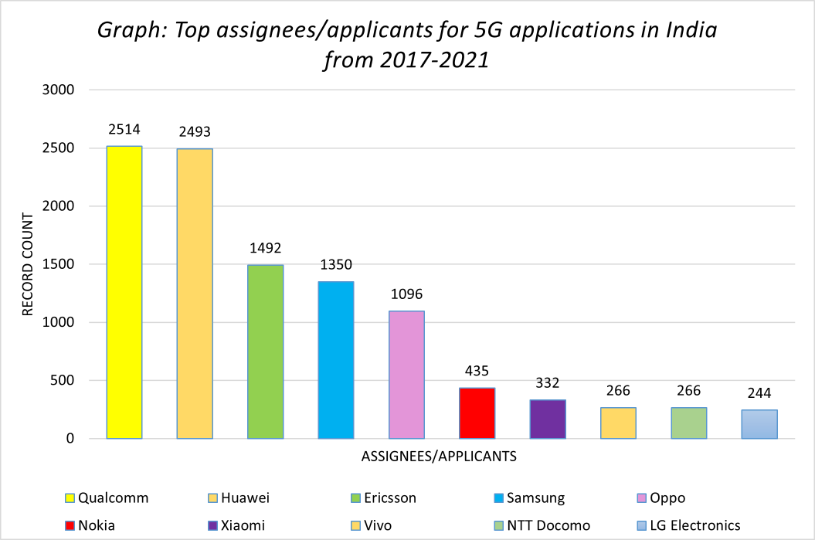 Graph: Top assignees/applicants for 5G applications in India
from 2017-2021
3000
2500
2000
1500
1000
500
0
RECORD COUNT
2514
2493
1492
1350
1096
435
332
266
266
244
ASSIGNEES/APPLICANTS
Qualcomm
Huawei
Ericsson
Samsung
Oppo
Nokia
Xiaomi
Vivo
NTT Docomo
LG Electronics